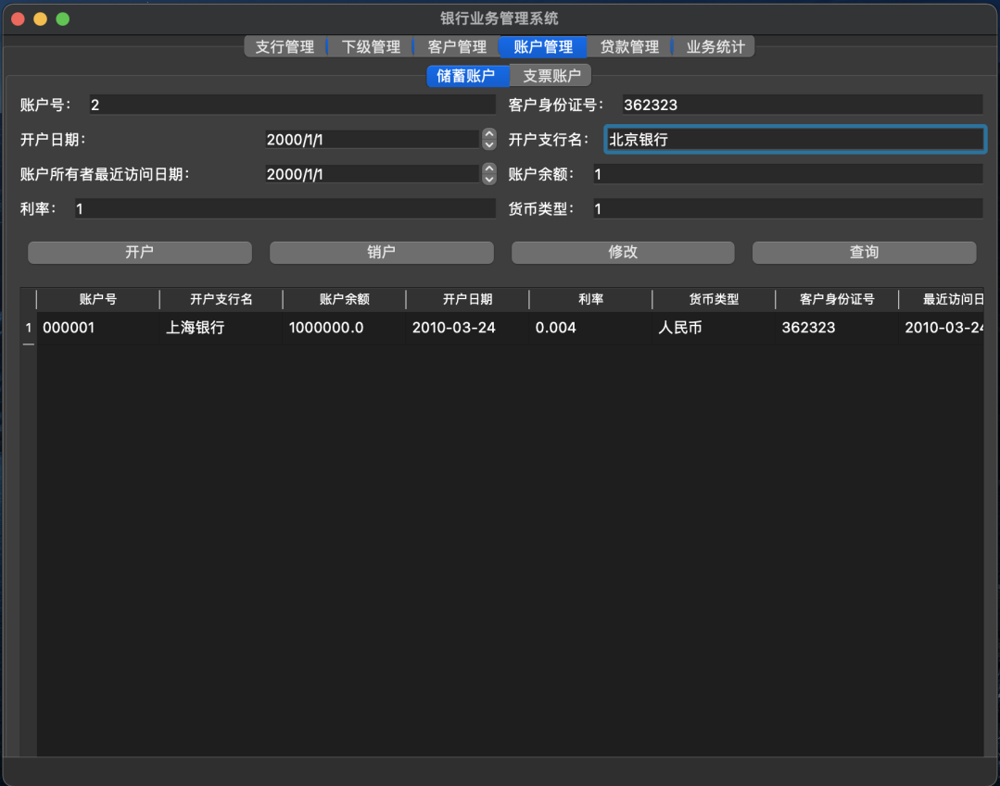 银行业务管理系统
支行管理 下级管理 客户管理 账户管理 贷款管理 业务统计
储蓄账户 支票账户
账户号： 2 客户身份证号： 362323
开户日期： 2000/1/1 开户支行名： 北京银行
账户所有者最近访问日期： 2000/1/1 账户余额： 1
利率： 1 货币类型： 1
开户 销户 修改 查询
账户号 开户支行名 账户余额 开户日期 利率 货币类型 客户身份证号 最近访问日
1 000001 上海银行 1000000.0 2010-03-24 0.004 人民币 362323 2010-03-24